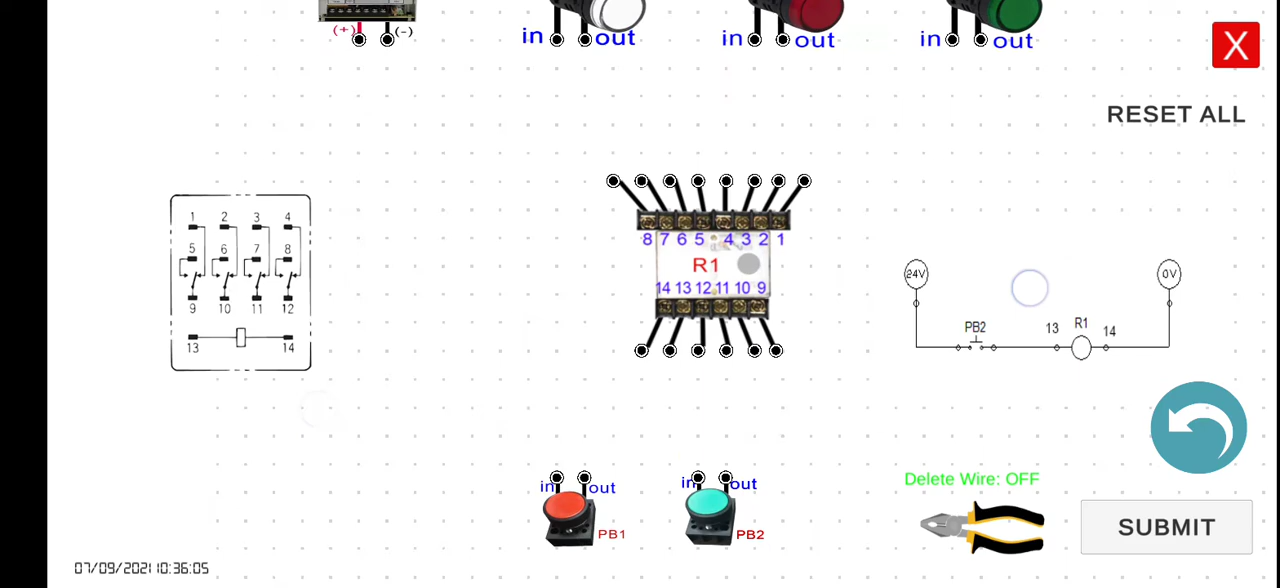 (+) (-)
in out
in out
in out
X
RESET ALL
1 2 3 4
5 6 7 8
9 10 11 12
13 14
8 7 6 5 4 3 2 1
R1
14 13 12 11 10 9
24V 0V
PB2 13 R1 14
in out
PB1
in out
PB2
Delete Wire: OFF
SUBMIT
07/09/2021 10:36:05